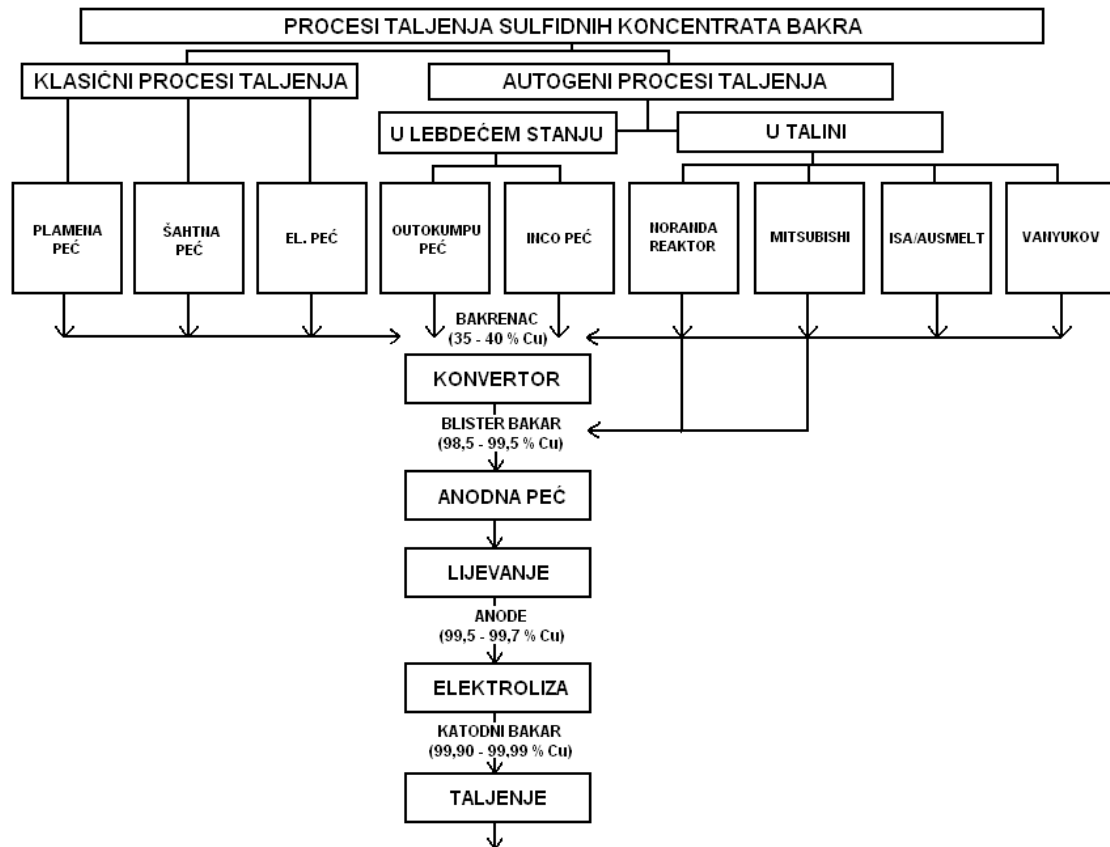 PROCESI TALJENJA SULFIDNIH KONCENTRATA BAKRA
KLASIČNI PROCESI TALJENJA
AUTOGENI PROCESI TALJENJA
U LEBDEĆEM STANJU
U TALINI
PLAMENA
PEĆ
ŠAHTNA
PEĆ
EL. PEĆ
OUTOKUMPU
PEĆ
INCO PEĆ
NORANDA
REAKTOR
MITSUBISHI
ISA/AUSMELT
VANYUKOV
BAKRENAC
(35 - 40 % Cu)
KONVERTOR
BLISTER BAKAR
(98,5 - 99,5 % Cu)
ANODNA PEĆ
LIJEVANJE
ANODE
(99,5 - 99,7 % Cu)
ELEKTROLIZA
KATODNI BAKAR
(99,90 - 99,99 % Cu)
TALJENJE